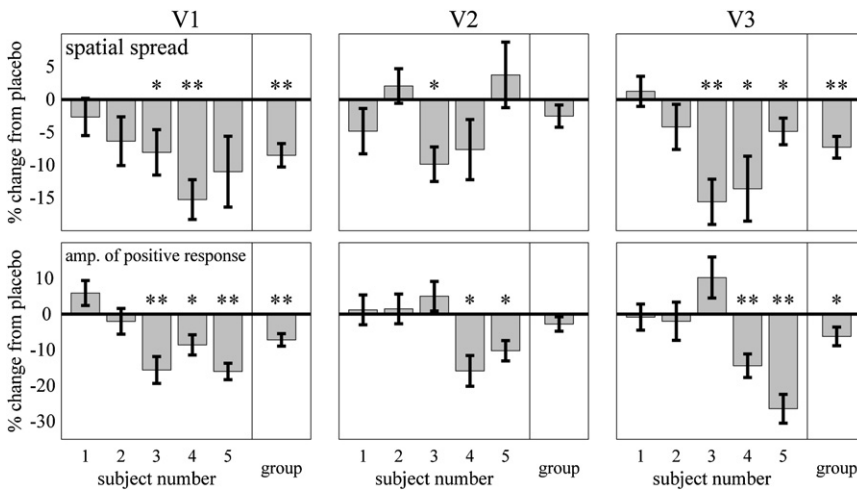 V1 V2 V3
spatial spread
% change from placebo
5
0
-5
-10
-15
* ** **
*
** * * **
amp. of positive response
% change from placebo
10
0
-10
-20
-30
** * ** **
* *
** ** *
1 2 3 4 5 group 1 2 3 4 5 group 1 2 3 4 5 group
subject number subject number subject number